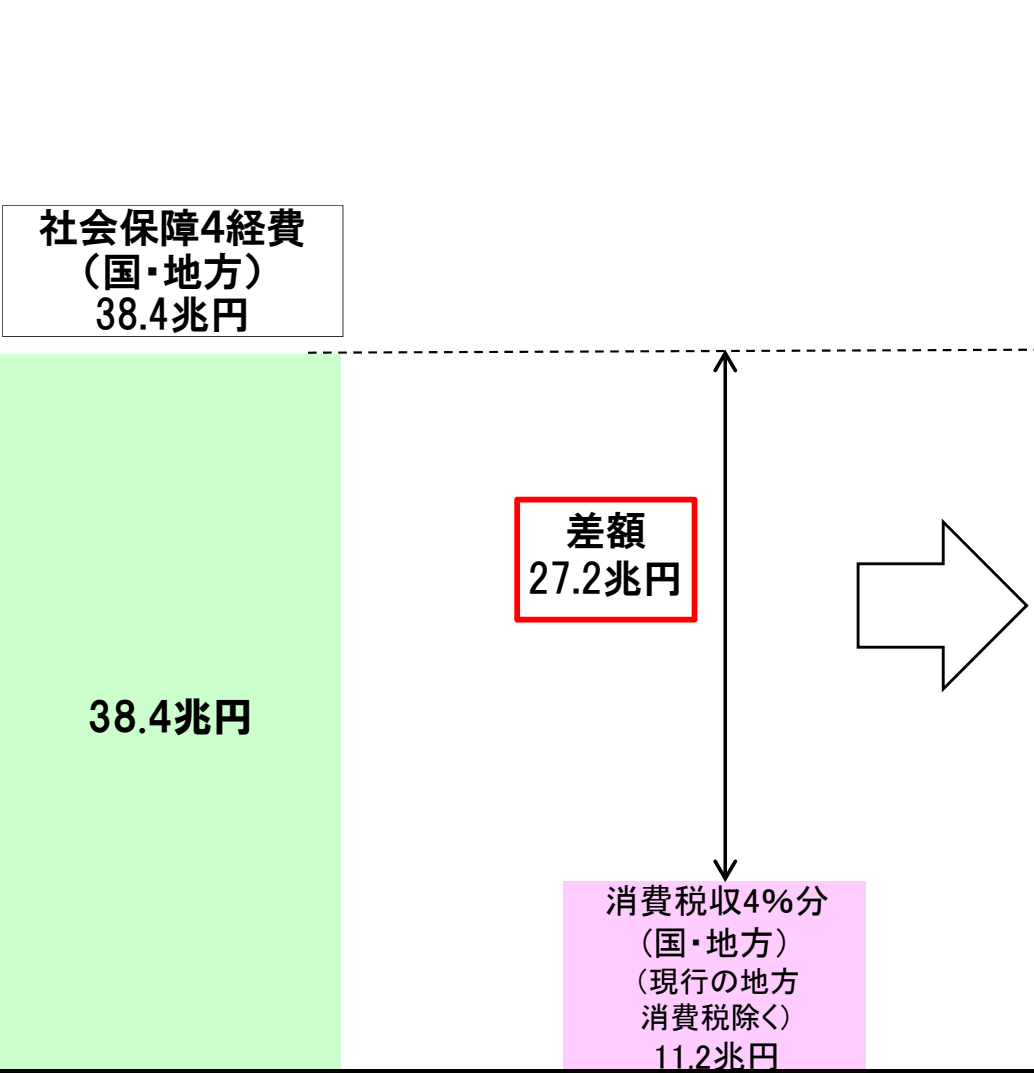 社会保障4経費
（国・地方）
38.4兆円
差額
27.2兆円
38.4兆円
消費税収4%分
（国・地方）
（現行の地方
消費税除く）
11.2兆円